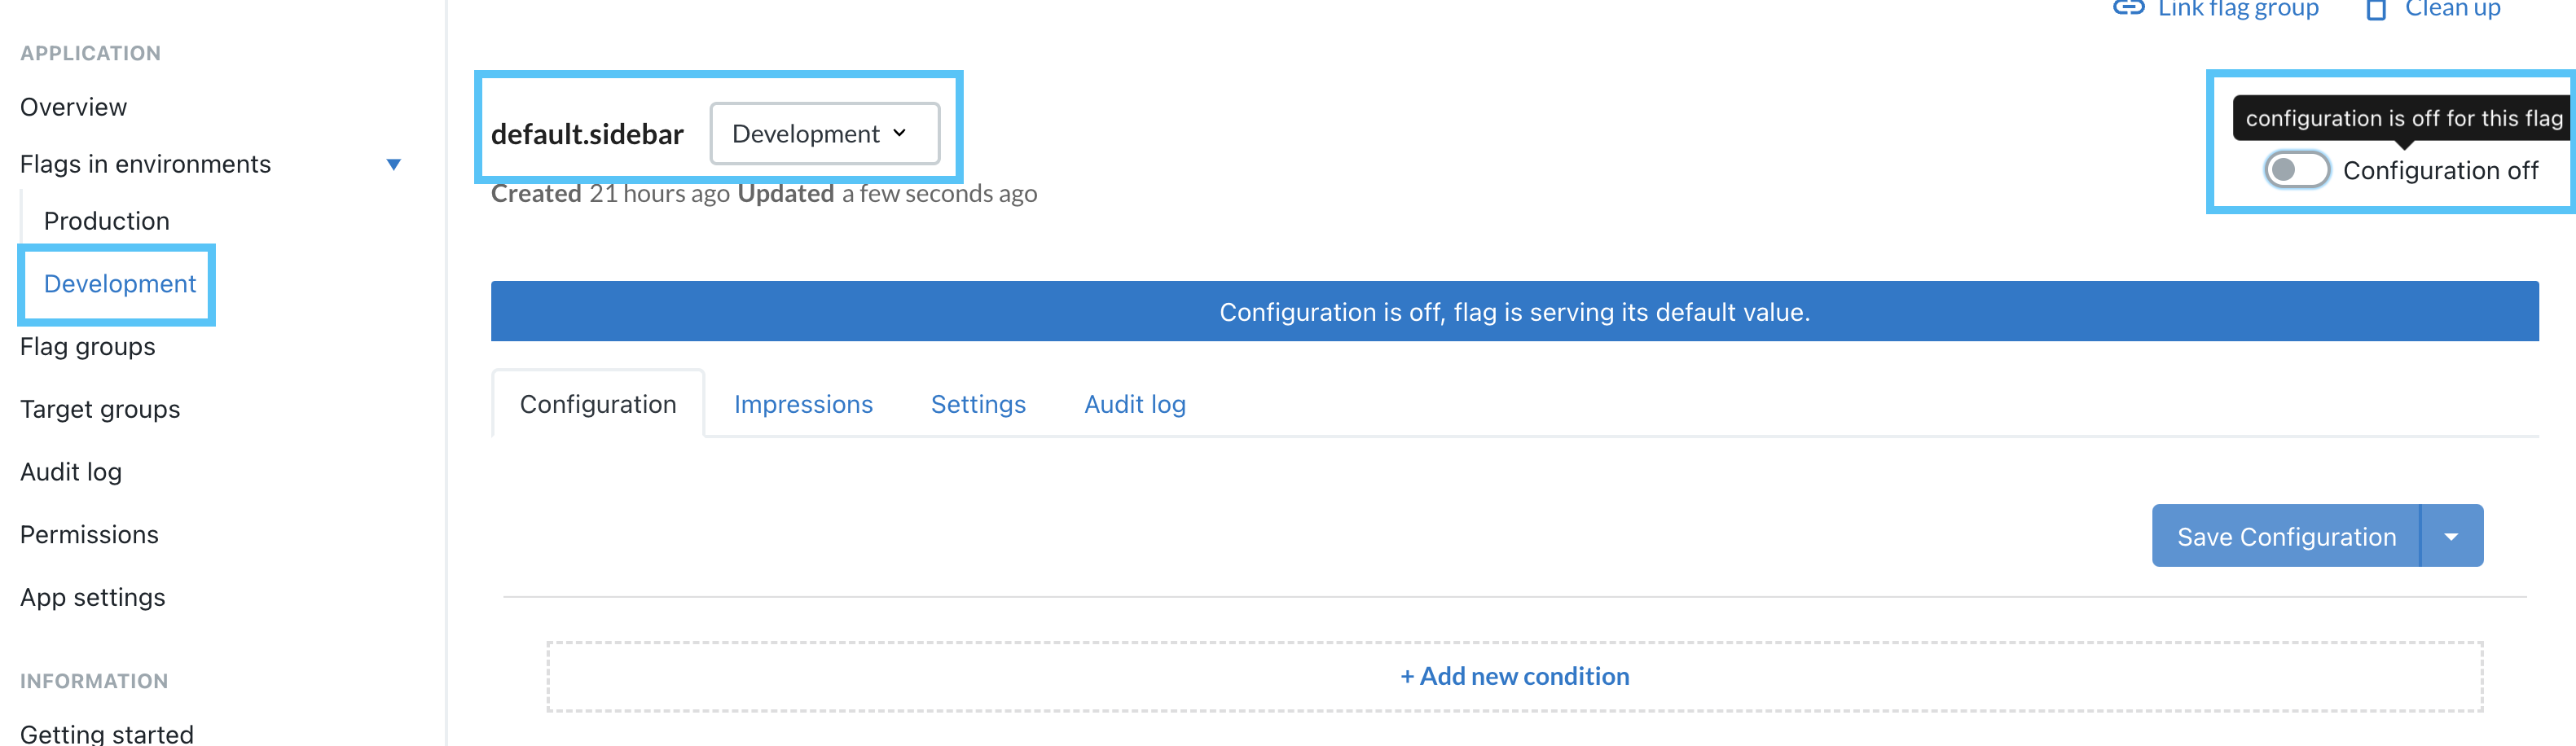 APPLICATION
Overview
Flags in environments
Production
Development
Flag groups
Target groups
Audit log
Permissions
App settings
INFORMATION
Getting started
Link flag group
Clean up
default.sidebar
Development
Created 21 hours ago Updated a few seconds ago
configuration is off for this flag
Configuration off
Configuration is off, flag is serving its default value.
Configuration
Impressions
Settings
Audit log
Save Configuration
+ Add new condition